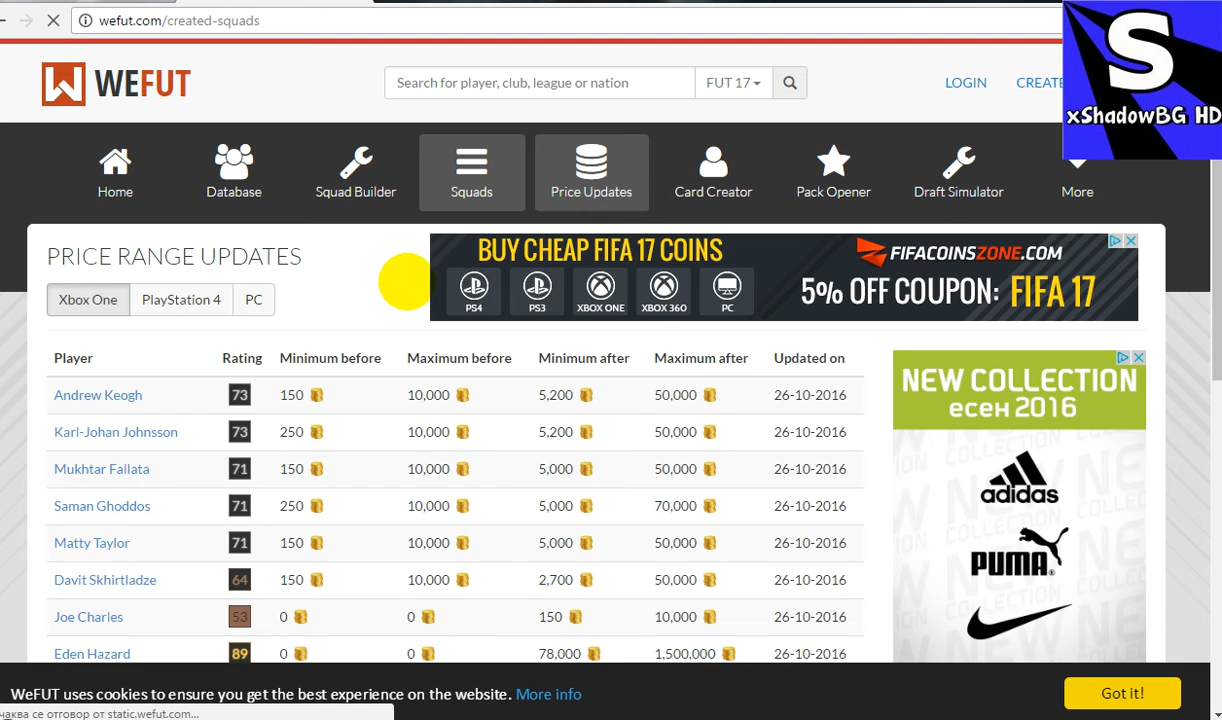 wefut.com/created-squads
WEFUT
Search for player, club, league or nation
FUT 17
LOGIN
CREATE
S
xShadowBG HD
Home
Database
Squad Builder
Squads
Price Updates
Card Creator
Pack Opener
Draft Simulator
More
PRICE RANGE UPDATES
Xbox One
PlayStation 4
PC
BUY CHEAP FIFA 17 COINS
PS4
PS3
XBOX ONE
XBOX 360
PC
FIFACOINSZONE.COM
5% OFF COUPON: FIFA 17
Player Rating Minimum before Maximum before Minimum after Maximum after Updated on
Andrew Keogh 73 150 10,000 5,200 50,000 26-10-2016
Karl-Johan Johnsson 73 250 10,000 5,200 50,000 26-10-2016
Mukhtar Fallata 71 150 10,000 5,000 50,000 26-10-2016
Saman Ghoddos 71 250 10,000 5,000 70,000 26-10-2016
Matty Taylor 71 150 10,000 5,000 50,000 26-10-2016
Davit Skhirtladze 64 150 10,000 2,700 50,000 26-10-2016
Joe Charles 53 0 0 150 10,000 26-10-2016
Eden Hazard 89 0 0 78,000 1,500,000 26-10-2016
NEW COLLECTION
есен 2016
adidas
PUMA
WeFUT uses cookies to ensure you get the best experience on the website. More info
Got it!
чаква се отговор от static.wefut.com...